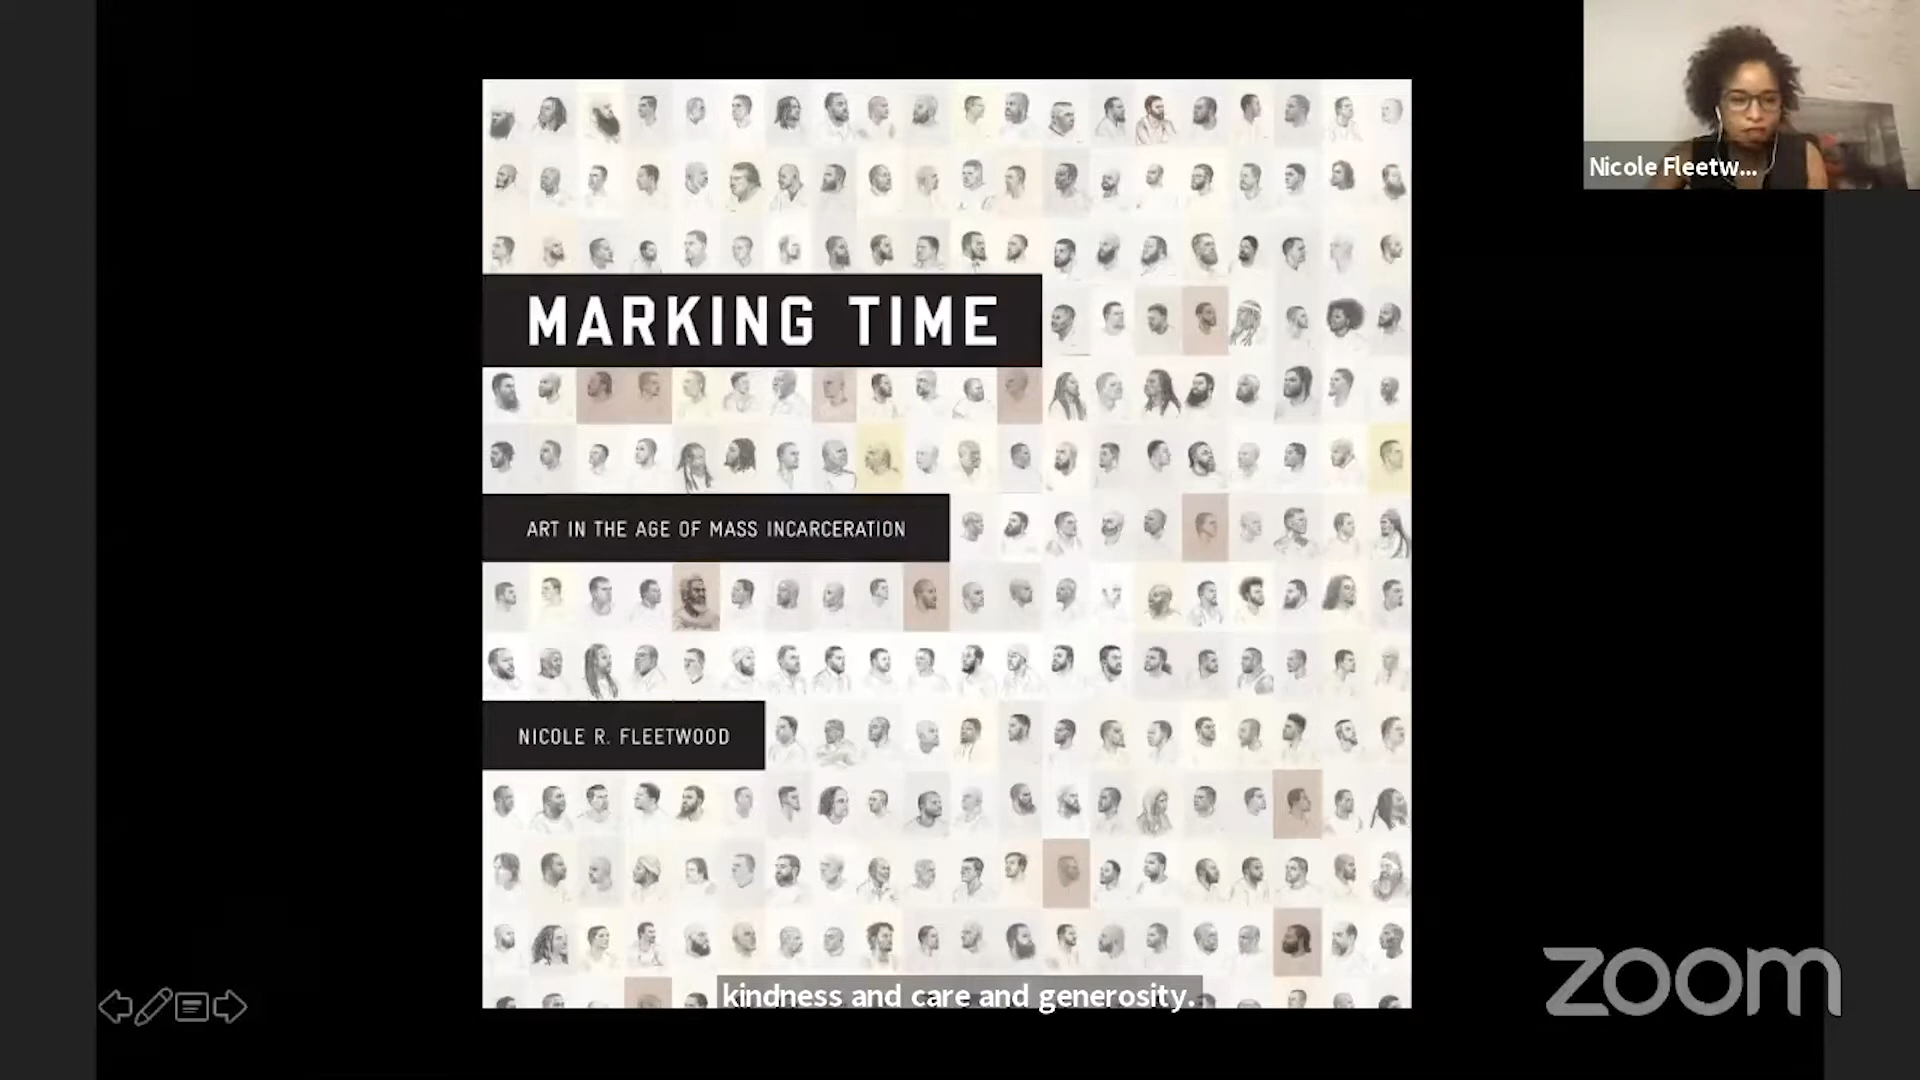 Nicole Fleetw...
MARKING TIME
ART IN THE AGE OF MASS INCARCERATION
NICOLE R. FLEETWOOD
kindness and care and generosity.
zoom